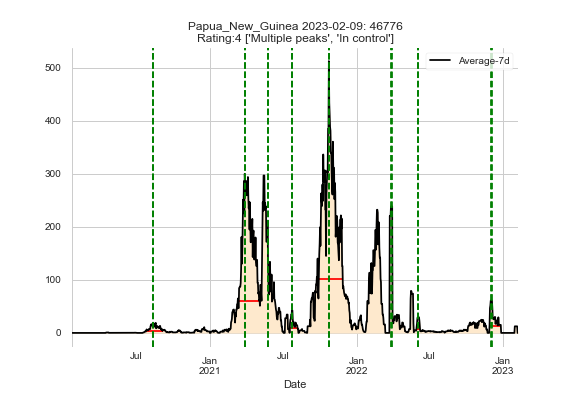 Papua_New_Guinea 2023-02-09: 46776
Rating:4 ['Multiple peaks', 'In control']
Average-7d
500
400
300
200
100
0
Jul
Jan
2021
Jul
Jan
2022
Jul
Jan
2023
Date